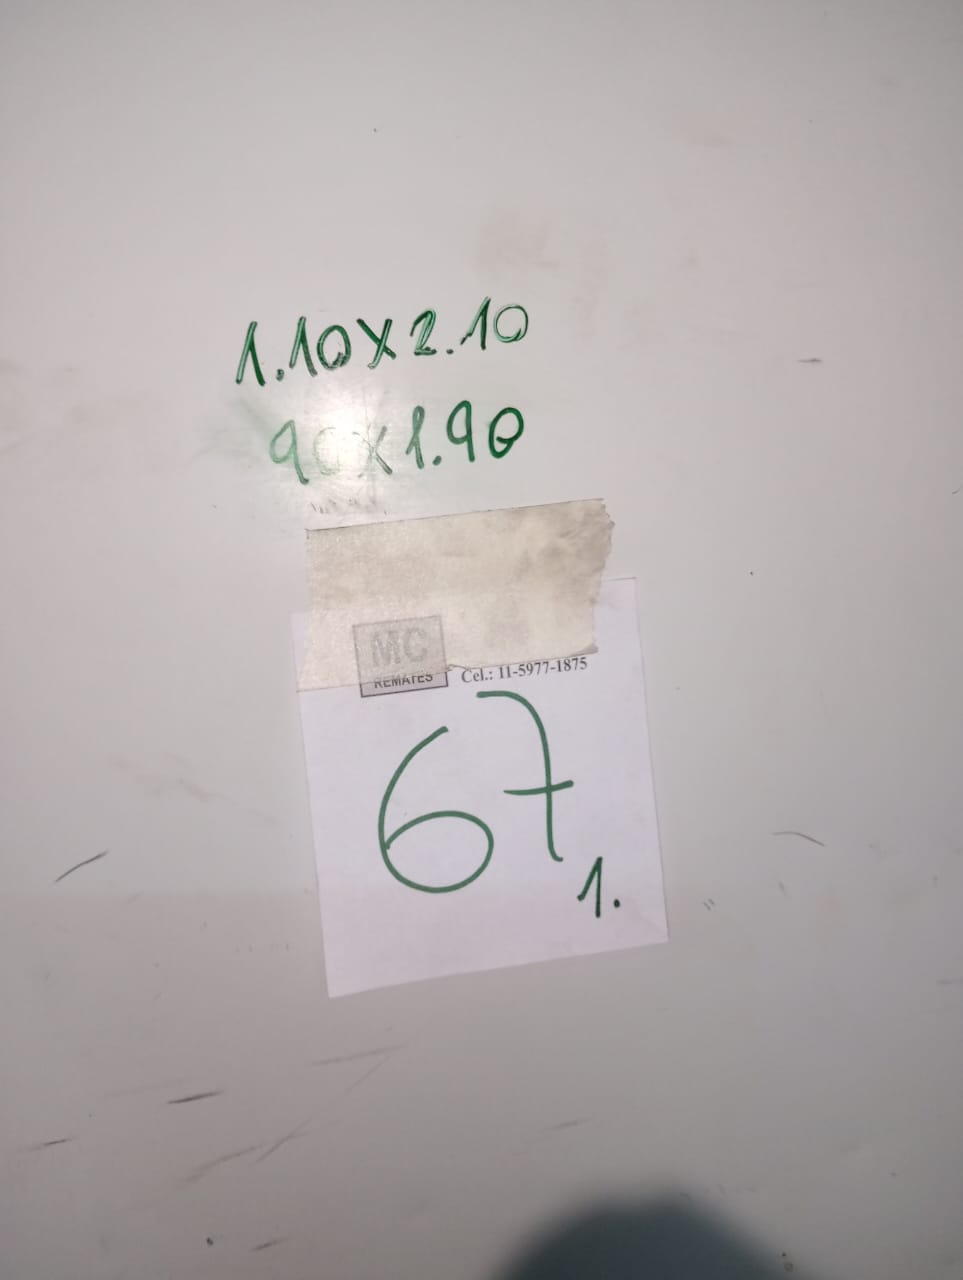 1.10x2.10
90x1.90
MC
REMATES
Cel.: 11-5977-1875
67
1.